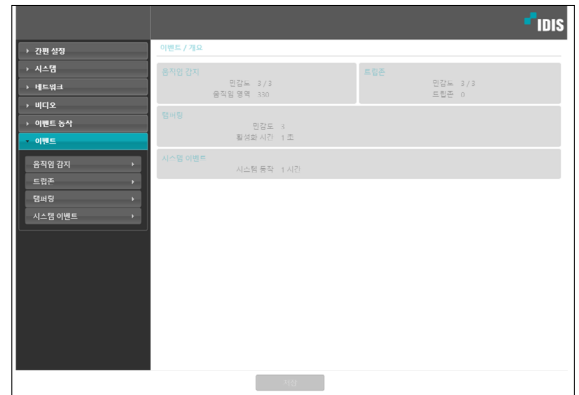 IDIS
간편 설정
시스템
네트워크
비디오
이벤트 동작
이벤트
움직임 감지
트립존
탬퍼링
시스템 이벤트
이벤트 / 개요
움직임 감지
민감도 3 / 3
움직임 영역 330
트립존
민감도 3 / 3
트립존 0
탬퍼링
민감도
활성화 시간 1 초
시스템 이벤트
시스템 동작 1 시간
저장